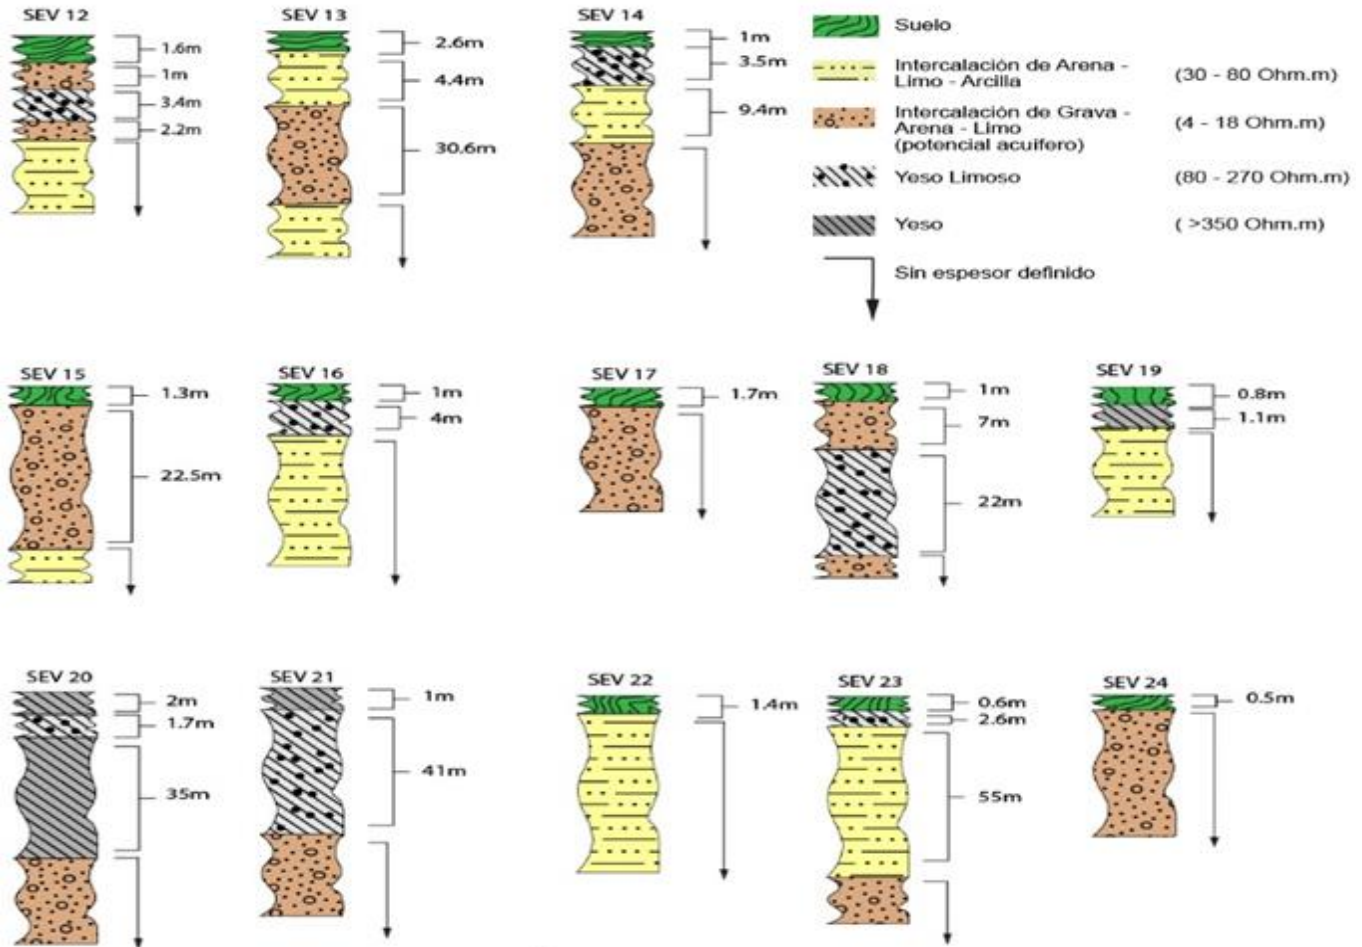 SEV 12
1.6m
1m
3.4m
2.2m
SEV 13
2.6m
4.4m
30.6m
SEV 14
1m
3.5m
9.4m
Suelo
Intercalación de Arena -
Limo - Arcilla
(30 - 80 Ohm.m)
Intercalación de Grava -
Arena - Limo
(potencial acuífero)
(4 - 18 Ohm.m)
Yeso Limoso
(80 - 270 Ohm.m)
Yeso
( >350 Ohm.m)
Sin espesor definido
SEV 15
1.3m
22.5m
SEV 16
1m
4m
SEV 17
1.7m
SEV 18
1m
7m
22m
SEV 19
0.8m
1.1m
SEV 20
2m
1.7m
35m
SEV 21
1m
41m
SEV 22
1.4m
SEV 23
0.6m
2.6m
55m
SEV 24
0.5m